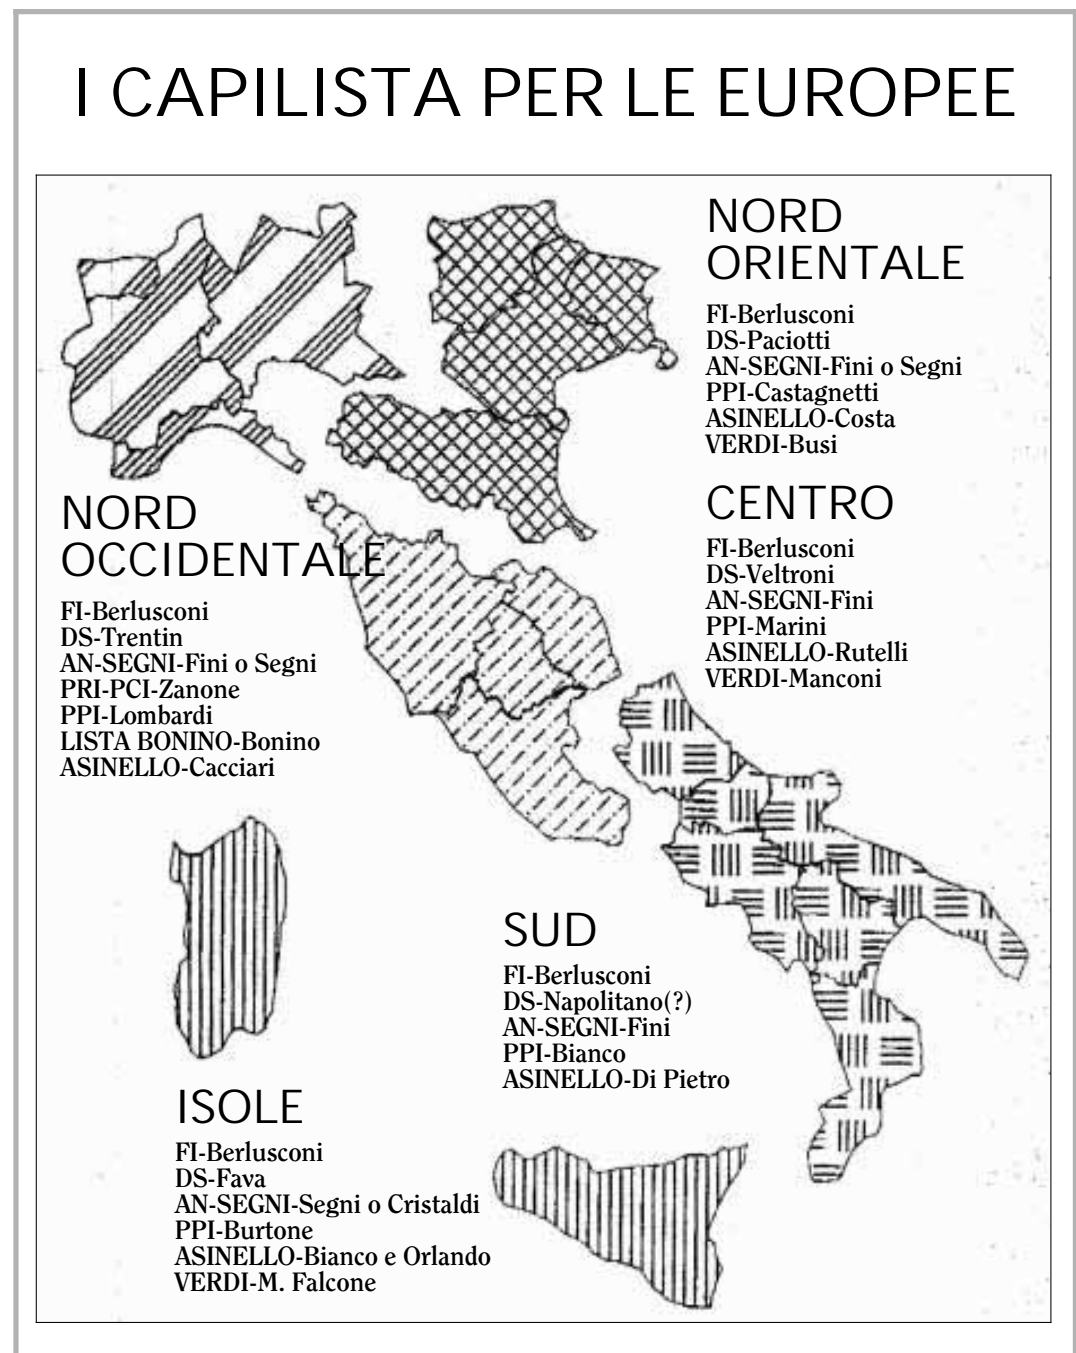 I CAPILISTA PER LE EUROPEE
NORD
ORIENTALE
FI-Berlusconi
DS-Paciotti
AN-SEGNI-Fini o Segni
PPI-Castagnetti
ASINELLO-Costa
VERDI-Busi
CENTRO
FI-Berlusconi
DS-Veltroni
AN-SEGNI-Fini
PPI-Marini
ASINELLO-Rutelli
VERDI-Manconi
NORD
OCCIDENTALE
FI-Berlusconi
DS-Trentin
AN-SEGNI-Fini o Segni
PRI-PCI-Zanone
PPI-Lombardi
LISTA BONINO-Bonino
ASINELLO-Cacciari
SUD
FI-Berlusconi
DS-Napolitano(?)
AN-SEGNI-Fini
PPI-Bianco
ASINELLO-Di Pietro
ISOLE
FI-Berlusconi
DS-Fava
AN-SEGNI-Segni o Cristaldi
PPI-Burtone
ASINELLO-Bianco e Orlando
VERDI-M. Falcone